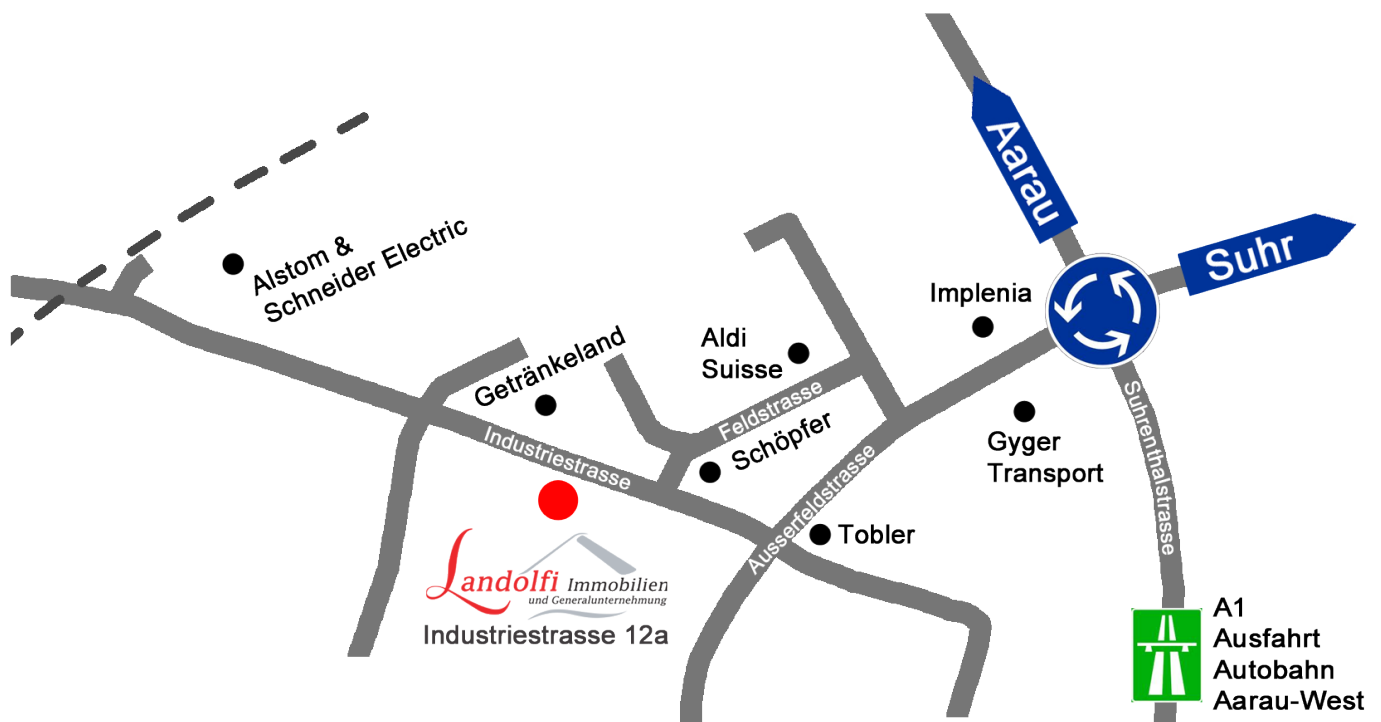 Aarau
Suhr
Alstom &
Schneider Electric
Implenia
Aldi
Suisse
Getränkeland
Feldstrasse
Schöpfer
Industriestrasse
Gyger
Transport
Suhrenthalstrasse
Ausserfeldstrasse
Tobler
Landolfi Immobilien
und Generalunternehmung
Industriestrasse 12a
A1
Ausfahrt
Autobahn
Aarau-West